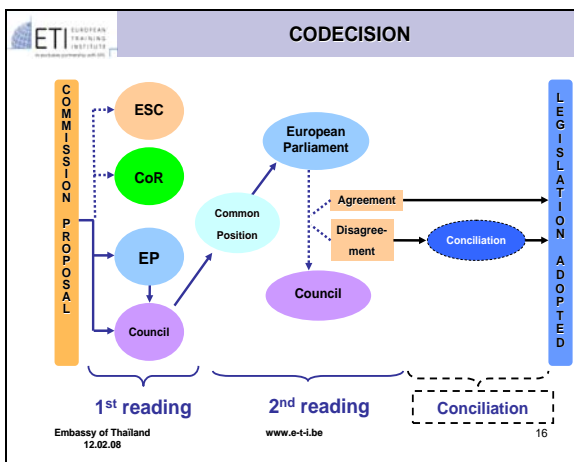 ETI
EUROPEAN
TRAINING
INSTITUTE
CODECISION
COMMISSION PROPOSAL
ESC
CoR
EP
Council
Common
Position
European
Parliament
Council
Agreement
Disagree-
ment
Conciliation
LEGISLATION ADOPTED
1st reading
2nd reading
Conciliation
Embassy of Thaïland
12.02.08
www.e-t-i.be
16